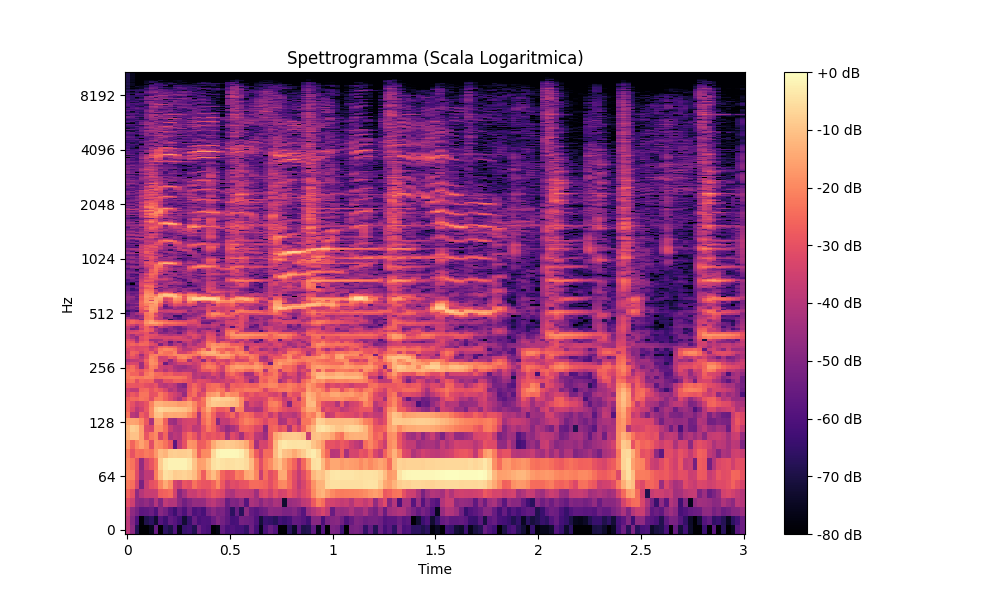 Spettrogramma (Scala Logaritmica)
Hz
8192
4096
2048
1024
512
256
128
64
0
0 0.5 1 1.5 2 2.5 3
Time
+0 dB
-10 dB
-20 dB
-30 dB
-40 dB
-50 dB
-60 dB
-70 dB
-80 dB